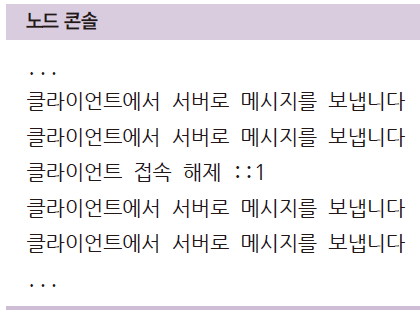 노드 콘솔
...
클라이언트에서 서버로 메시지를 보냅니다
클라이언트에서 서버로 메시지를 보냅니다
클라이언트 접속 해제 ::1
클라이언트에서 서버로 메시지를 보냅니다
클라이언트에서 서버로 메시지를 보냅니다
...